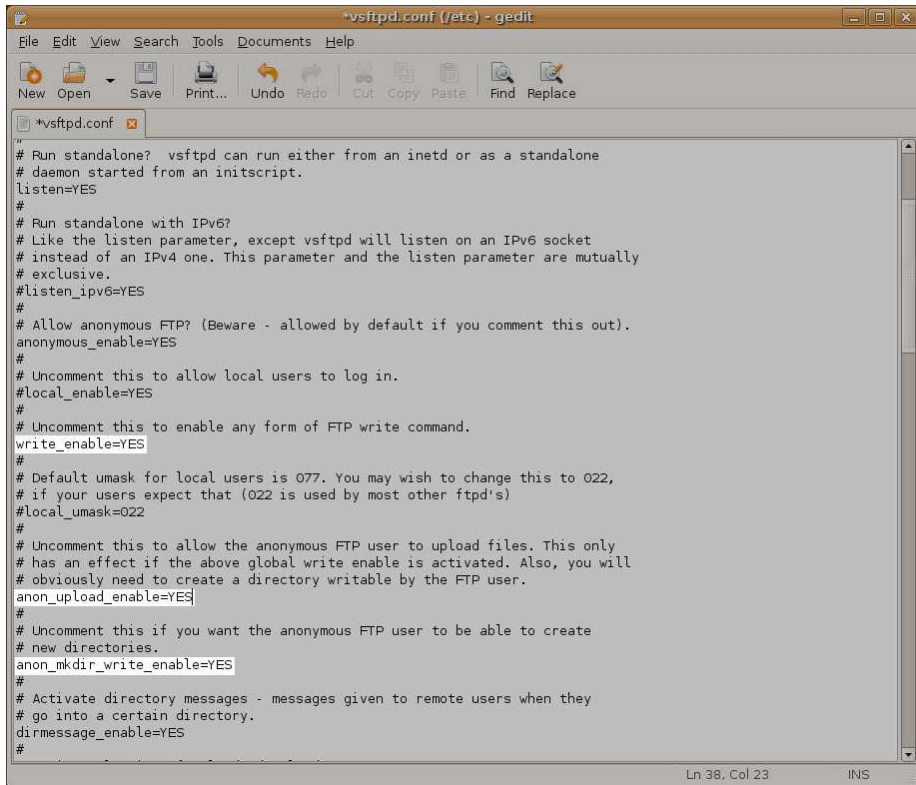 *vsftpd.conf (/etc) - gedit
File Edit View Search Tools Documents Help
New Open Save Print... Undo Redo Cut Copy Paste Find Replace
*vsftpd.conf
#
# Run standalone?  vsftpd can run either from an inetd or as a standalone
# daemon started from an initscript.
listen=YES
#
# Run standalone with IPv6?
# Like the listen parameter, except vsftpd will listen on an IPv6 socket
# instead of an IPv4 one. This parameter and the listen parameter are mutually
# exclusive.
#listen_ipv6=YES
#
# Allow anonymous FTP? (Beware - allowed by default if you comment this out).
anonymous_enable=YES
#
# Uncomment this to allow local users to log in.
#local_enable=YES
#
# Uncomment this to enable any form of FTP write command.
write_enable=YES
#
# Default umask for local users is 077. You may wish to change this to 022,
# if your users expect that (022 is used by most other ftpd's)
#local_umask=022
#
# Uncomment this to allow the anonymous FTP user to upload files. This only
# has an effect if the above global write enable is activated. Also, you will
# obviously need to create a directory writable by the FTP user.
anon_upload_enable=YES
#
# Uncomment this if you want the anonymous FTP user to be able to create
# new directories.
anon_mkdir_write_enable=YES
#
# Activate directory messages - messages given to remote users when they
# go into a certain directory.
dirmessage_enable=YES
#
Ln 38, Col 23 INS